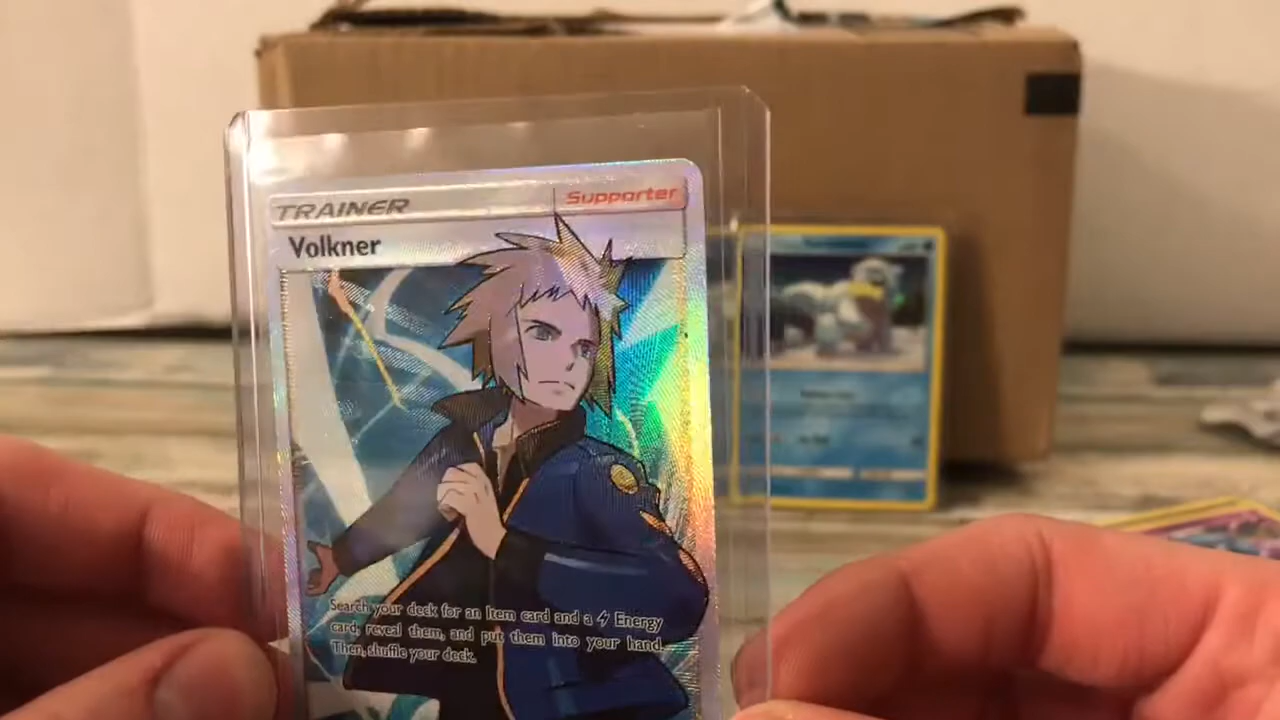 TRAINER
Supporter
Volkner
Search your deck for an Item card and a Energy
card, reveal them, and put them into your hand.
Then, shuffle your deck.